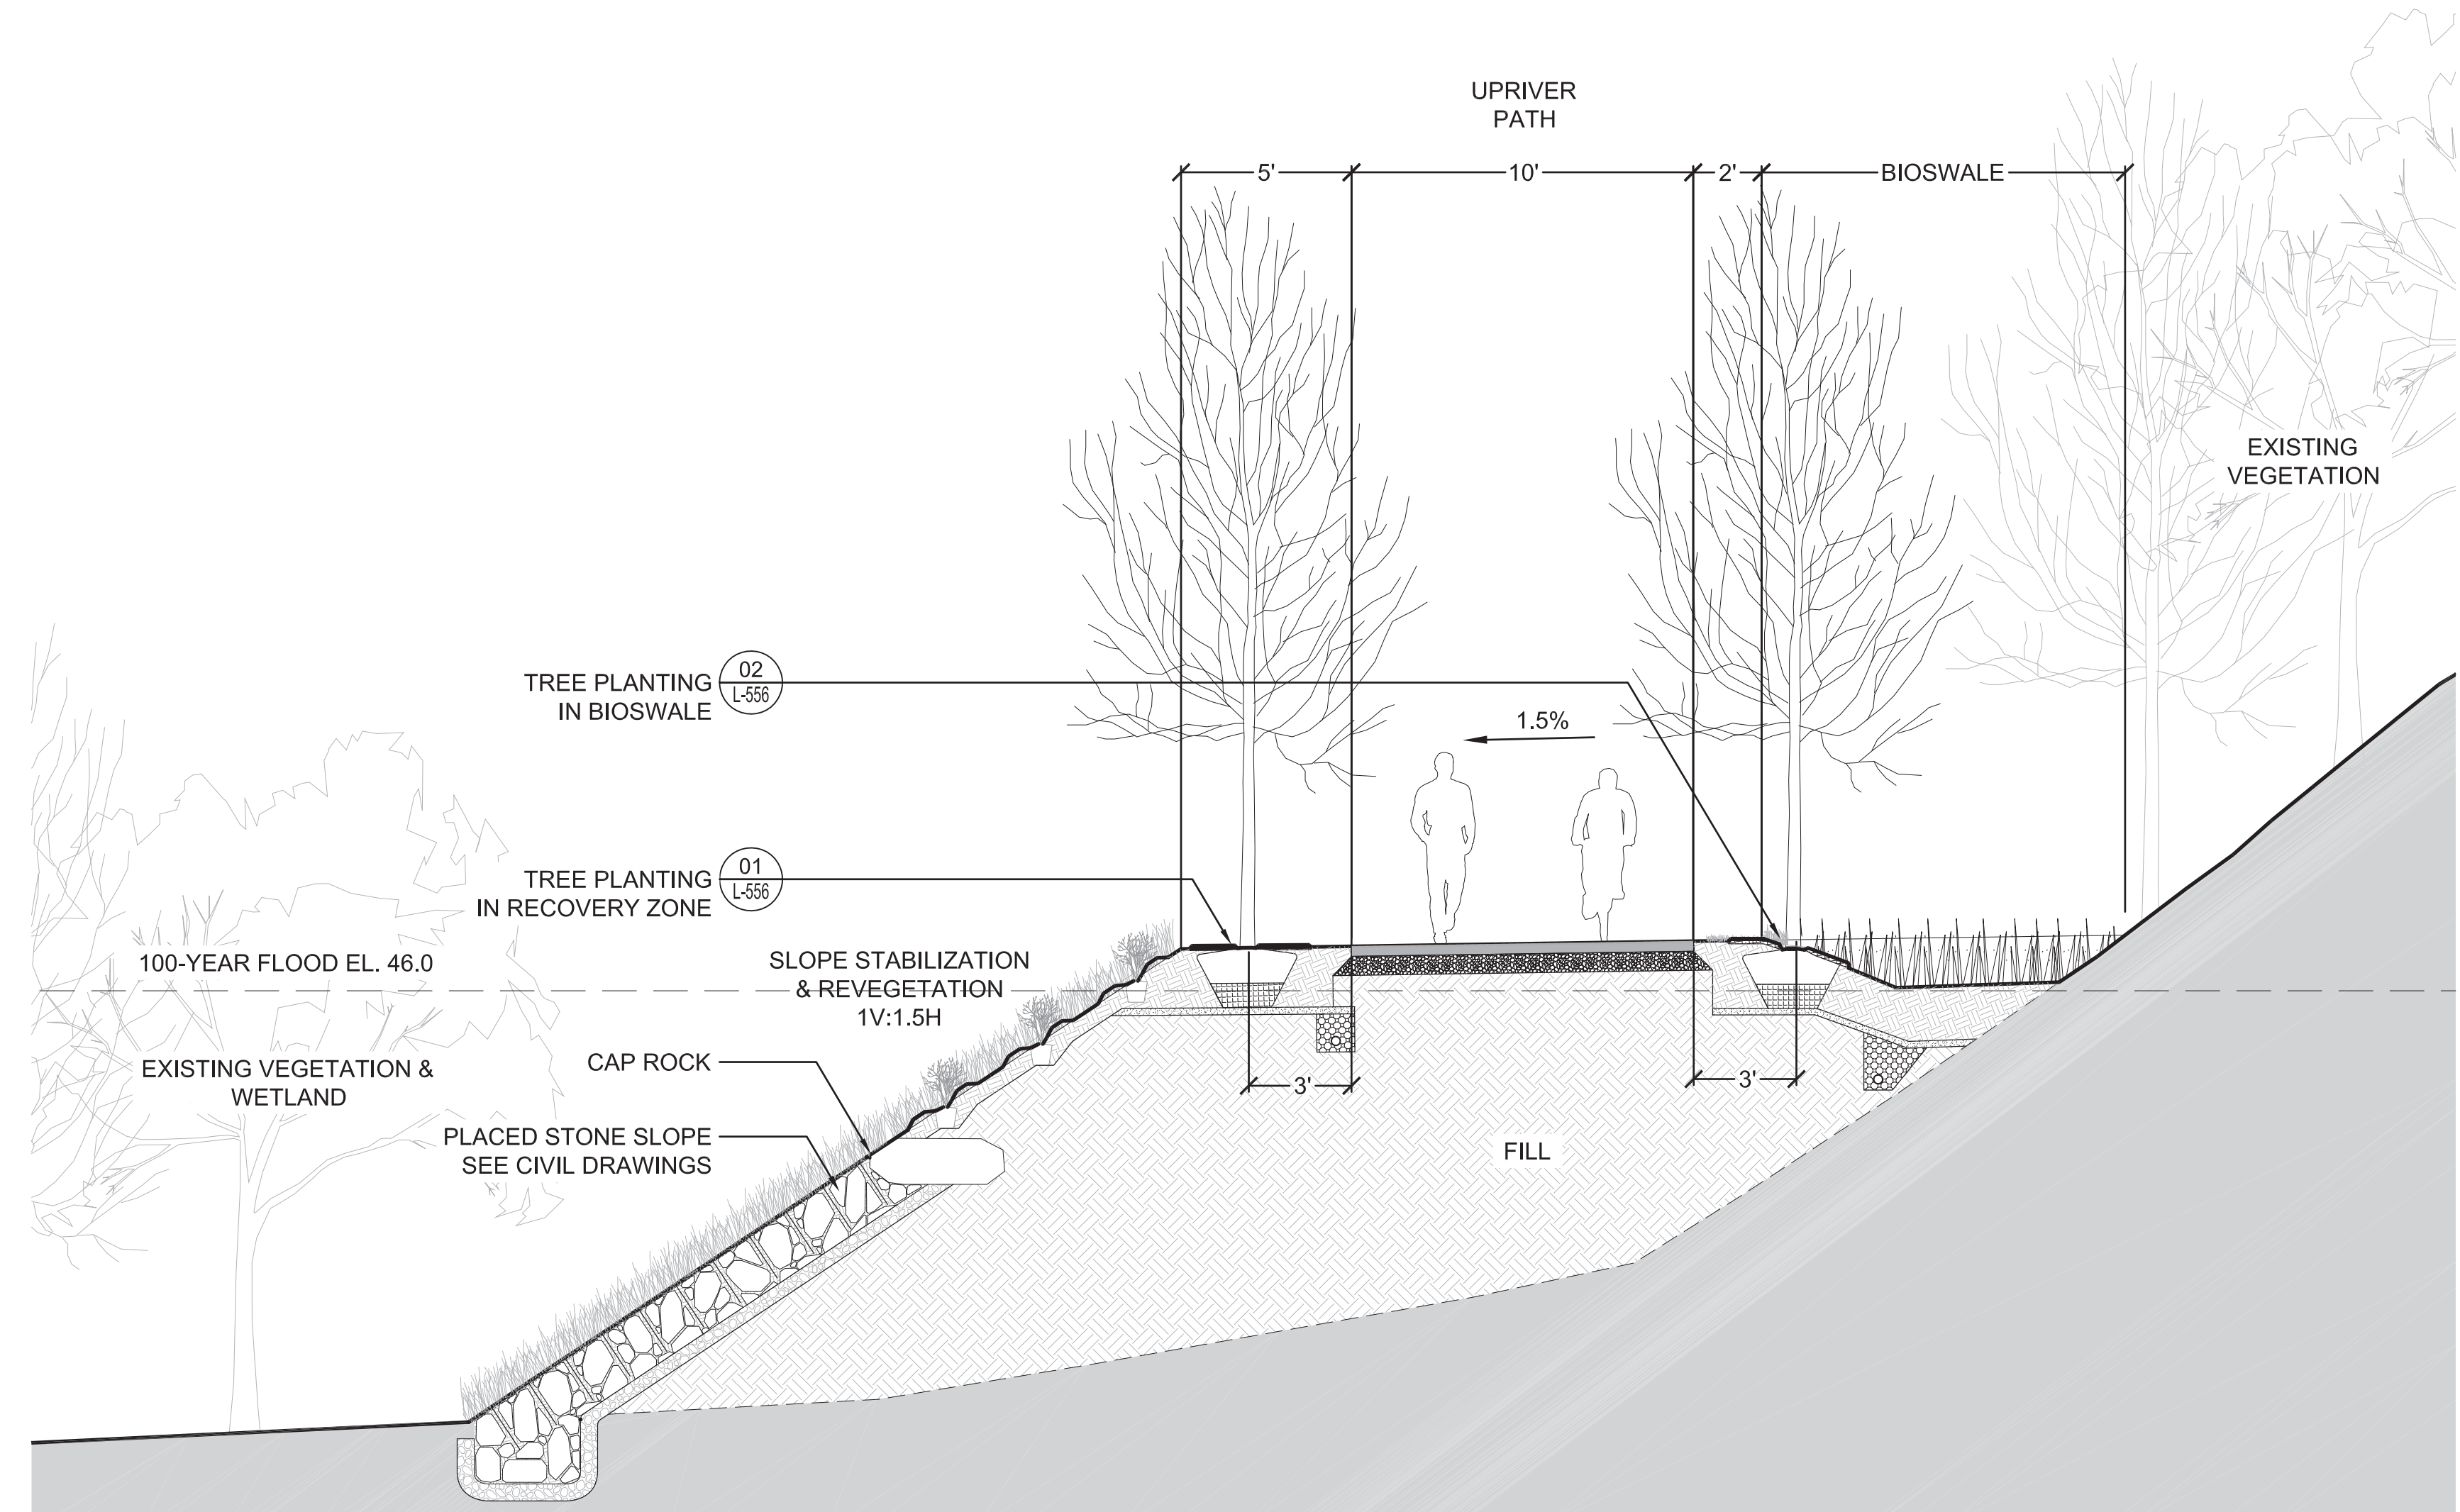 UPRIVER
PATH
5'
10'
2'
BIOSWALE
EXISTING
VEGETATION
TREE PLANTING
IN BIOSWALE
02
L-556
1.5%
TREE PLANTING
IN RECOVERY ZONE
01
L-556
100-YEAR FLOOD EL. 46.0
SLOPE STABILIZATION
& REVEGETATION
1V:1.5H
EXISTING VEGETATION &
WETLAND
CAP ROCK
3'
3'
PLACED STONE SLOPE
SEE CIVIL DRAWINGS
FILL